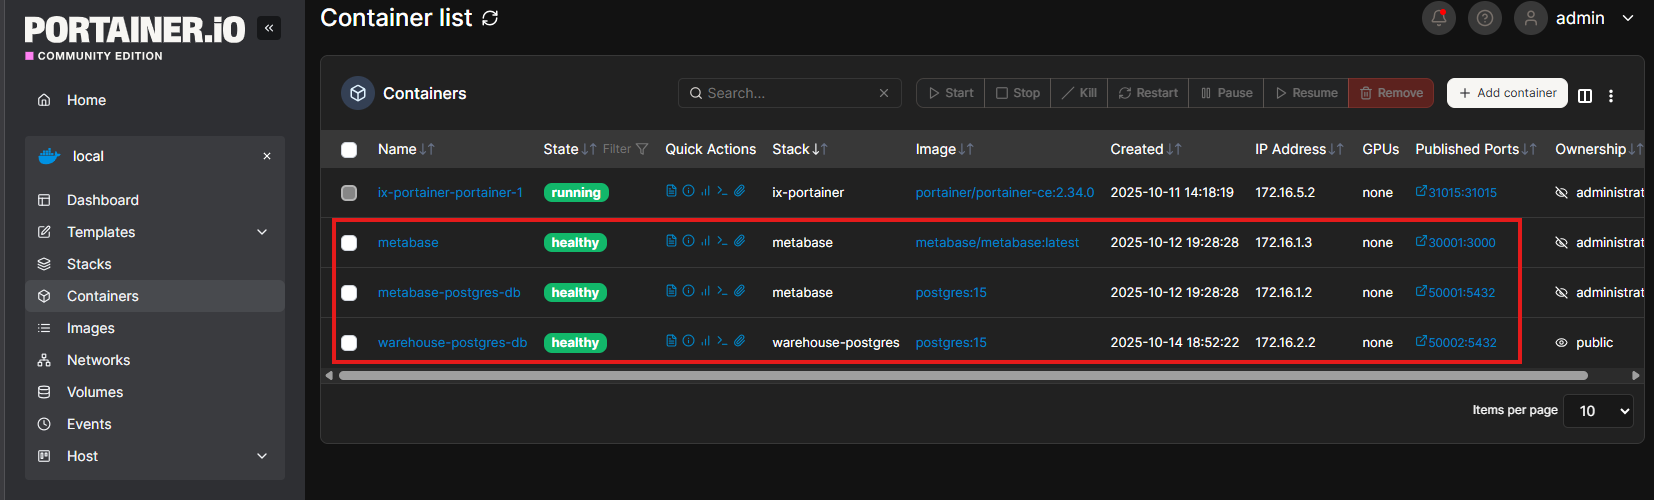 PORTAINER.iO
COMMUNITY EDITION
Home
local
Dashboard
Templates
Stacks
Containers
Images
Networks
Volumes
Events
Host
Container list
admin
Containers
Search...
Start Stop Kill Restart Pause Resume Remove
+ Add container
Name State Filter Quick Actions Stack Image Created IP Address GPUs Published Ports Ownership
ix-portainer-portainer-1 running ix-portainer portainer/portainer-ce:2.34.0 2025-10-11 14:18:19 172.16.5.2 none 31015:31015 administrat
metabase healthy metabase metabase/metabase:latest 2025-10-12 19:28:28 172.16.1.3 none 30001:3000 administrat
metabase-postgres-db healthy metabase postgres:15 2025-10-12 19:28:28 172.16.1.2 none 50001:5432 administrat
warehouse-postgres-db healthy warehouse-postgres postgres:15 2025-10-14 18:52:22 172.16.2.2 none 50002:5432 public
Items per page 10